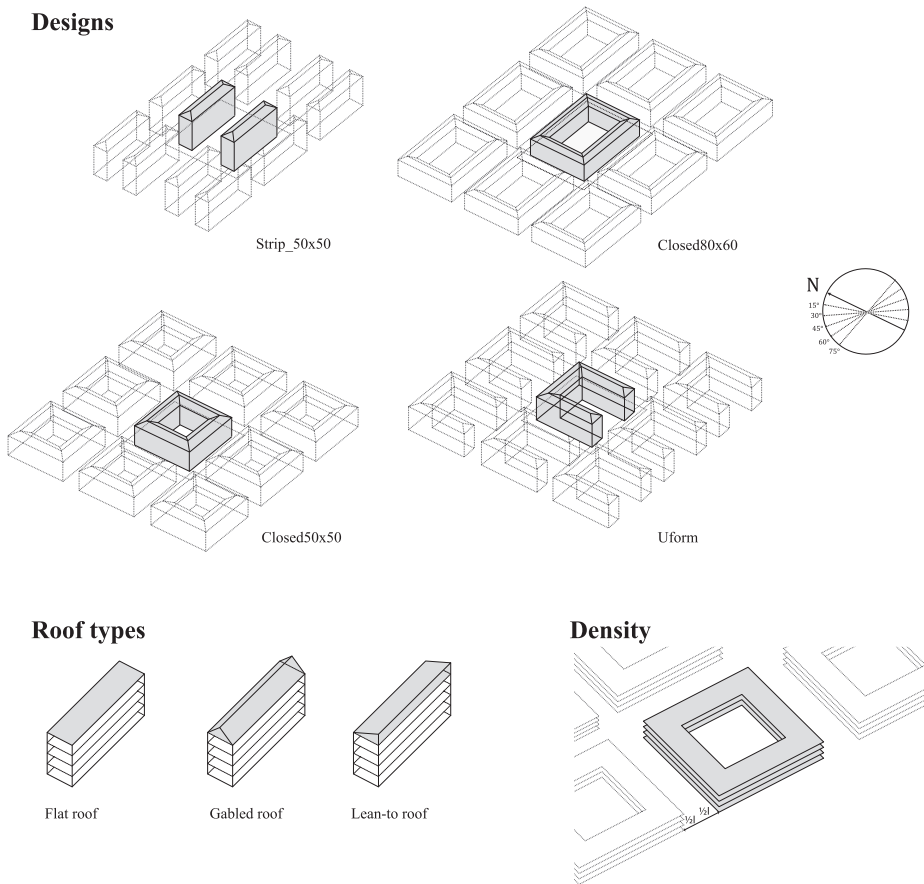 Designs
Strip_50x50
Closed80x60
N
15°
30°
45°
60°
75°
Closed50x50
Uform
Roof types
Density
Flat roof
Gabled roof
Lean-to roof
½l
½l